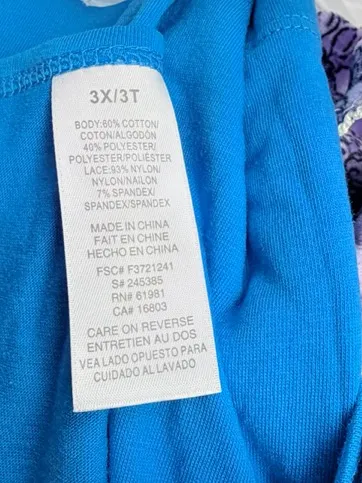 3X/3T
BODY:60% COTTON/
COTON/ALGODÓN
40% POLYESTER/
POLYESTER/POLIÉSTER
LACE:93% NYLON/
NYLON/NAILON
7% SPANDEX/
SPANDEX/SPANDEX
MADE IN CHINA
FAIT EN CHINE
HECHO EN CHINA
FSC# F3721241
S# 245385
RN# 61981
CA# 16803
CARE ON REVERSE
ENTRETIEN AU DOS
VEA LADO OPUESTO PARA
CUIDADO AL LAVADO